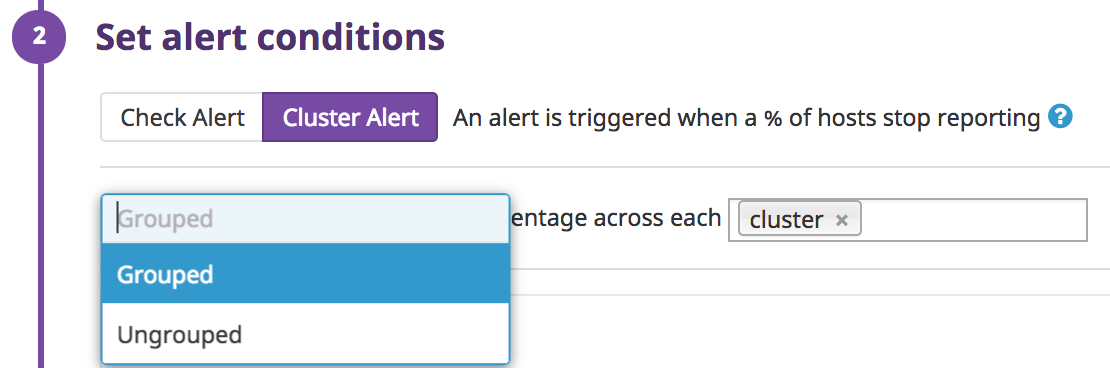 2
Set alert conditions
Check Alert Cluster Alert An alert is triggered when a % of hosts stop reporting ?
Grouped entage across each cluster ×
Grouped
Ungrouped